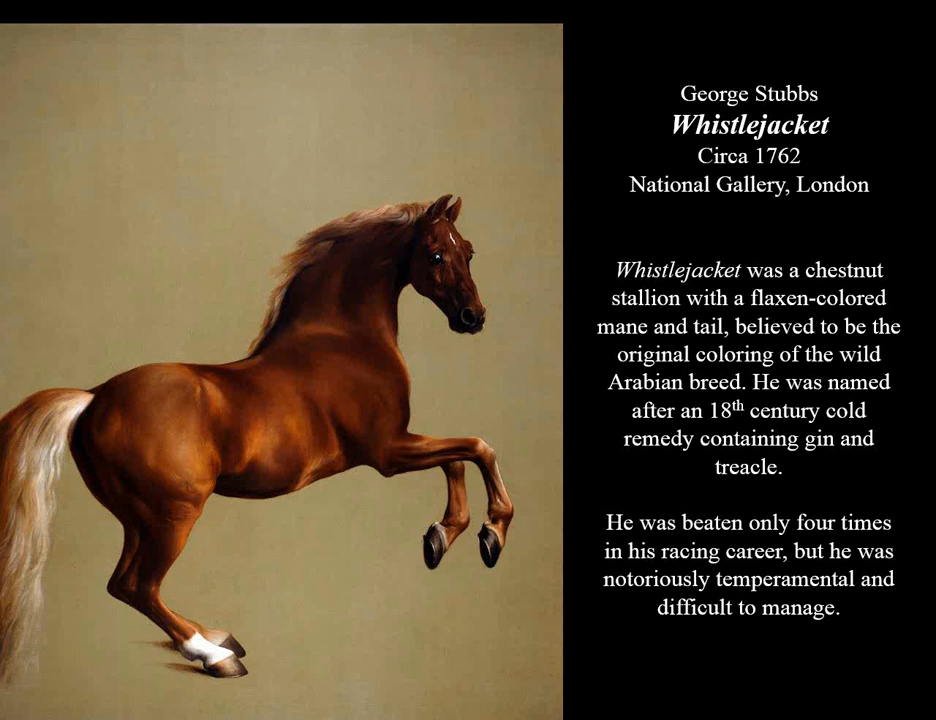 George Stubbs
Whistlejacket
Circa 1762
National Gallery, London
Whistlejacket was a chestnut
stallion with a flaxen-colored
mane and tail, believed to be the
original coloring of the wild
Arabian breed. He was named
after an 18th century cold
remedy containing gin and
treacle.
He was beaten only four times
in his racing career, but he was
notoriously temperamental and
difficult to manage.